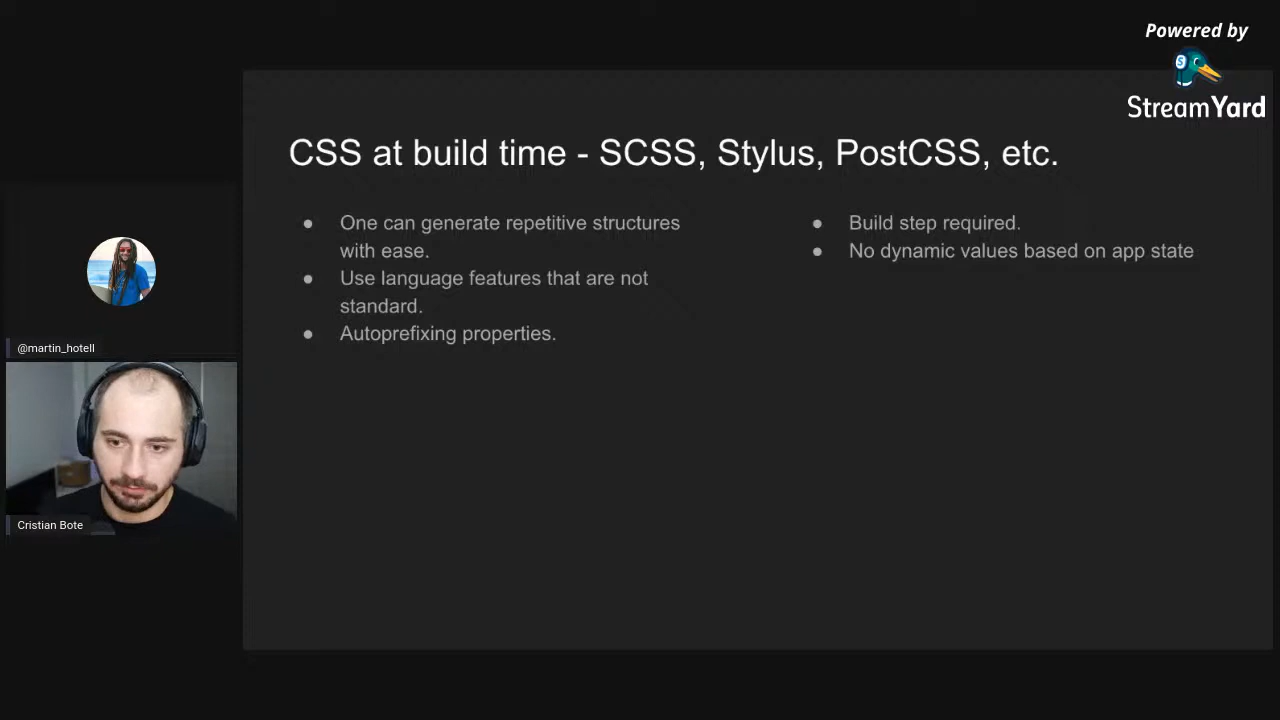 Powered by
StreamYard
CSS at build time - SCSS, Stylus, PostCSS, etc.
● One can generate repetitive structures
with ease.
● Use language features that are not
standard.
● Autoprefixing properties.
● Build step required.
● No dynamic values based on app state
@martin_hotell
Cristian Bote